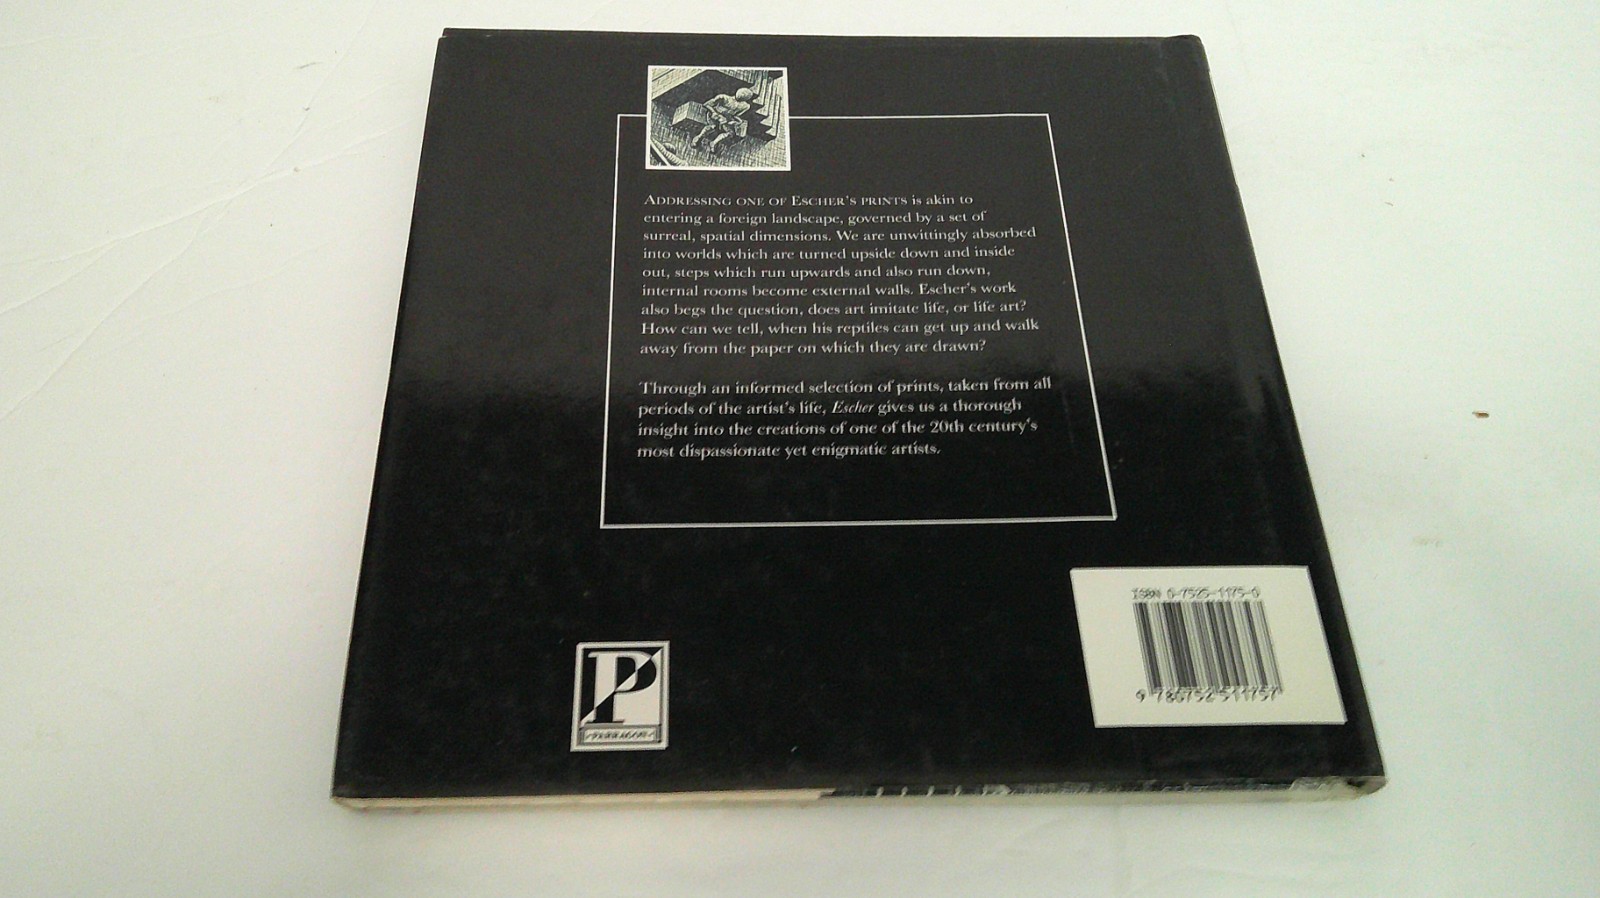 ADDRESSING ONE OF ESCHER'S PRINTS is akin to
entering a foreign landscape, governed by a set of
surreal, spatial dimensions. We are unwittingly absorbed
into worlds which are turned upside down and inside
out, steps which run upwards and also run down,
internal rooms become external walls. Escher's work
also begs the question, does art imitate life, or life art?
How can we tell, when his reptiles can get up and walk
away from the paper on which they are drawn?
Through an informed selection of prints, taken from all
periods of the artist's life, Escher gives us a thorough
insight into the creations of one of the 20th century's
most dispassionate yet enigmatic artists.
ISBN 0-7525-1175-0
9 780752 511757
P
PARRAGON